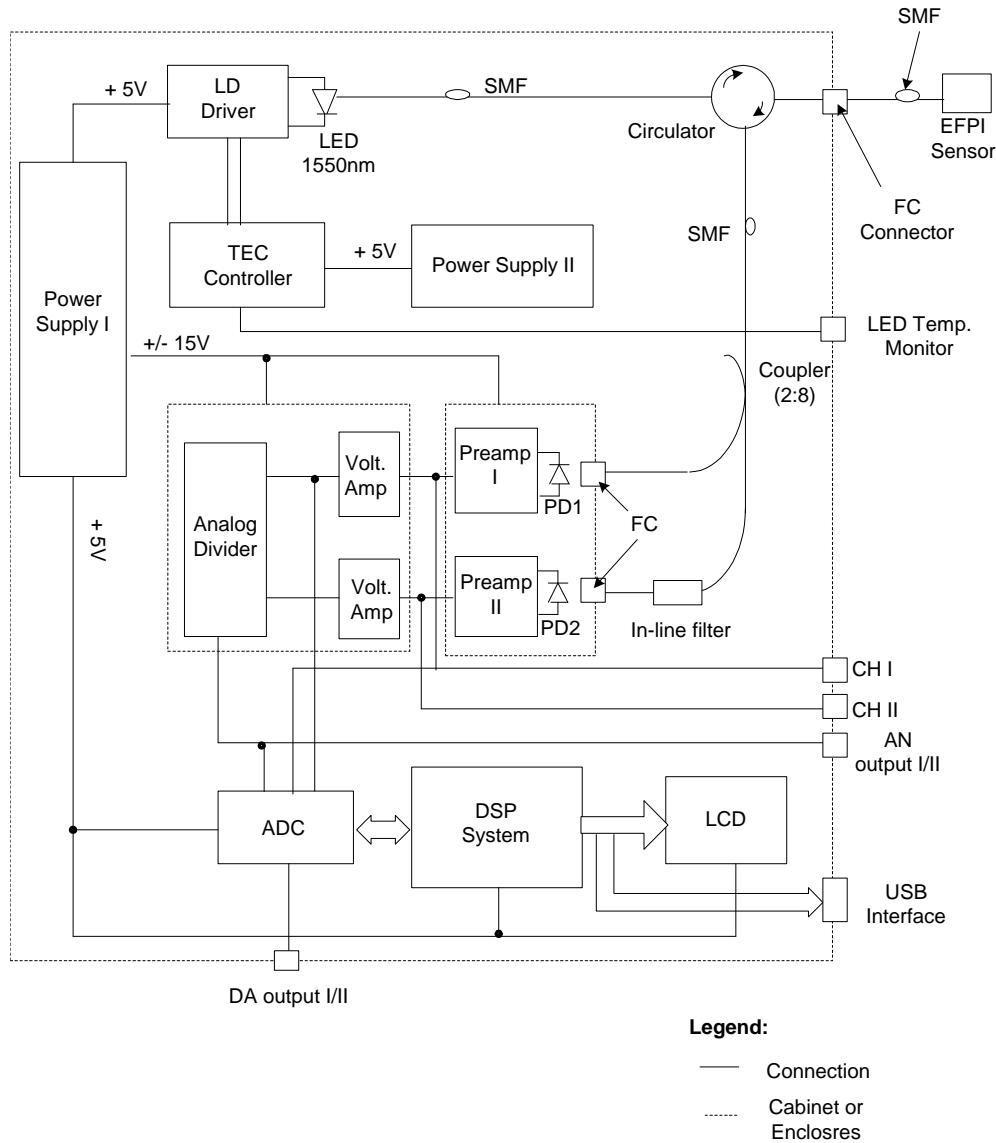 SMF
+ 5V
LD
Driver
SMF
Circulator
LED
1550nm
EFPI
Sensor
FC
Connector
SMF
TEC
Controller
+ 5V
Power Supply II
Power
Supply I
+/- 15V
LED Temp.
Monitor
Coupler
(2:8)
Volt.
Amp
Preamp
I
PD1
Analog
Divider
FC
+ 5V
Volt.
Amp
Preamp
II
PD2
In-line filter
CH I
CH II
AN
output I/II
ADC
DSP
System
LCD
USB
Interface
DA output I/II
Legend:
Connection
Cabinet or
Enclosres